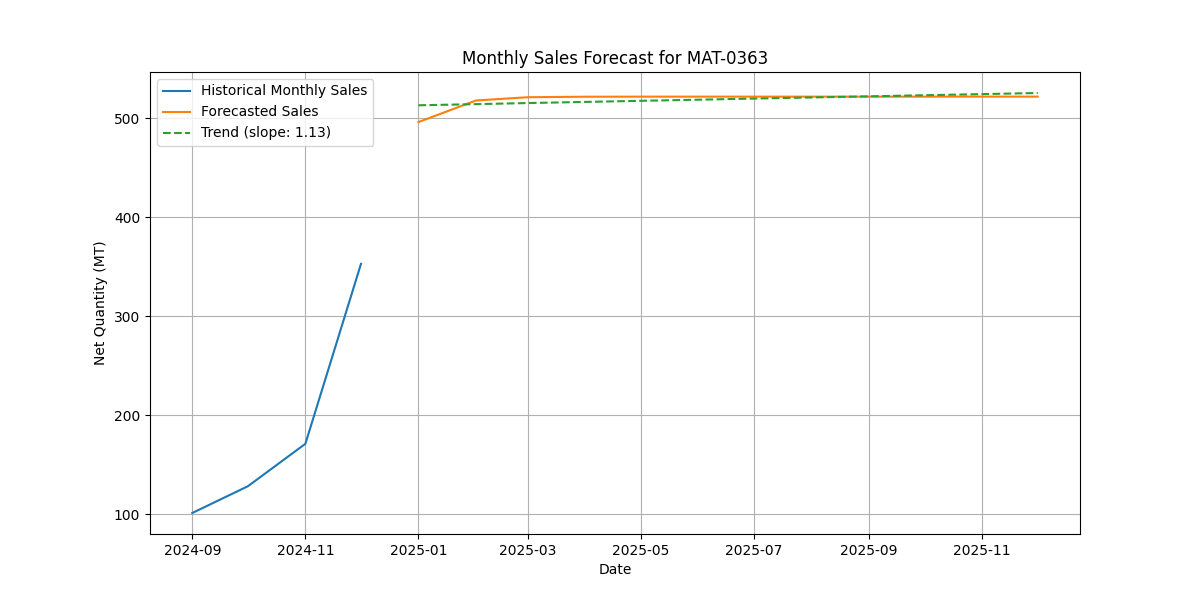 Monthly Sales Forecast for MAT-0363
Historical Monthly Sales
Forecasted Sales
Trend (slope: 1.13)
Net Quantity (MT)
500
400
300
200
100
2024-09 2024-11 2025-01 2025-03 2025-05 2025-07 2025-09 2025-11
Date